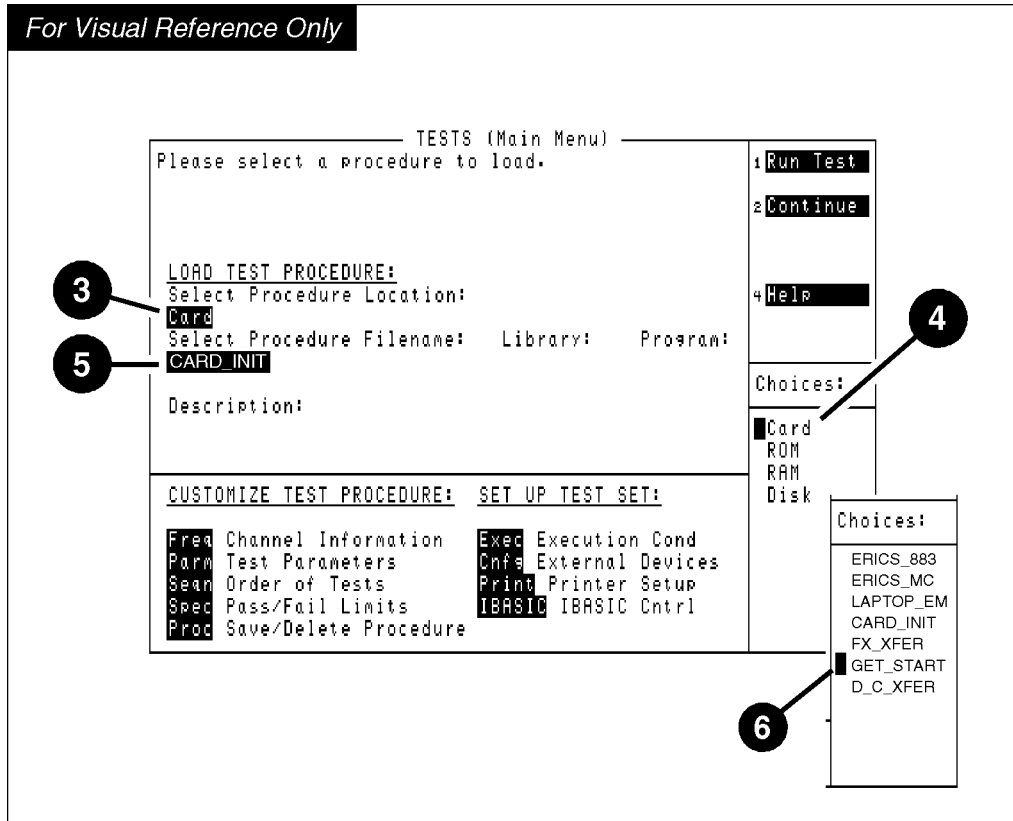 For Visual Reference Only
TESTS (Main Menu)
Please select a procedure to load.
LOAD TEST PROCEDURE:
Select Procedure Location:
Card
Select Procedure Filename: Library: Program:
CARD_INIT
Description:
CUSTOMIZE TEST PROCEDURE: SET UP TEST SET:
Freq Channel Information Exec Execution Cond
Parm Test Parameters Cnfg External Devices
Seqn Order of Tests Print Printer Setup
Spec Pass/Fail Limits IBASIC IBASIC Cntrl
Proc Save/Delete Procedure
1 Run Test
2 Continue
4 Help
Choices:
Card
ROM
RAM
Disk
Choices:
ERICS_883
ERICS_MC
LAPTOP_EM
CARD_INIT
FX_XFER
GET_START
D_C_XFER
3
5
4
6